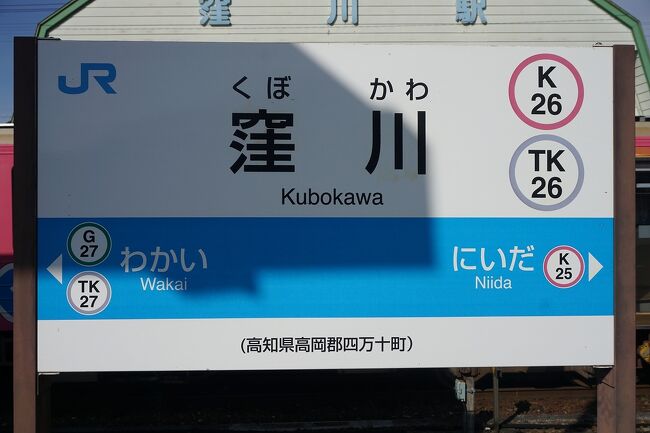 窪川駅
JR
くぼ かわ
窪川
Kubokawa
K
26
TK
26
G
27
TK
27
わかい
Wakai
にいだ
Niida
K
25
(高知県高岡郡四万十町)